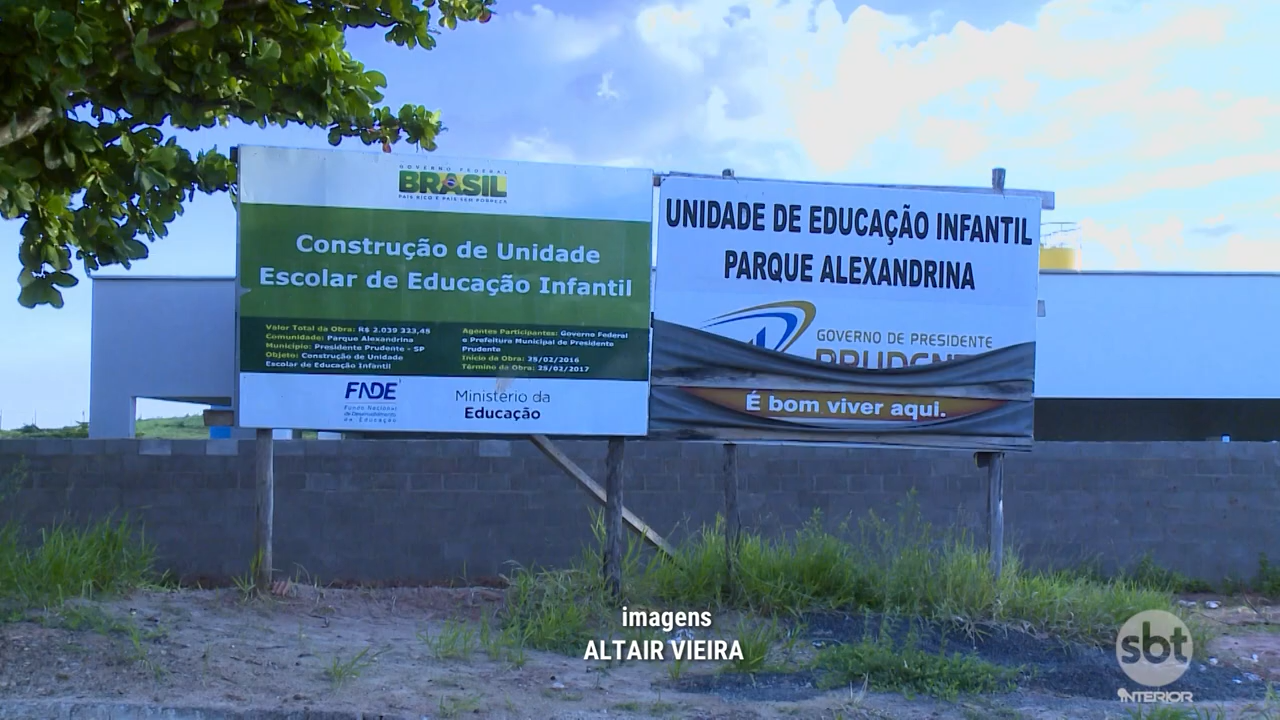 GOVERNO FEDERAL
BRASIL
PAÍS RICO É PAÍS SEM POBREZA
Construção de Unidade
Escolar de Educação Infantil
Valor Total da Obra: R$ 2.039 323,45
Comunidade: Parque Alexandrina
Município: Presidente Prudente - SP
Objeto: Construção de Unidade
Escolar de Educação Infantil
Agentes Participantes: Governo Federal
e Prefeitura Municipal de Presidente
Prudente
Início da Obra: 25/02/2016
Término da Obra: 25/02/2017
FNDE
Fundo Nacional
de Desenvolvimento
da Educação
Ministério da
Educação
UNIDADE DE EDUCAÇÃO INFANTIL
PARQUE ALEXANDRINA
GOVERNO DE PRESIDENTE
PRUDENTE
É bom viver aqui.
imagens
ALTAIR VIEIRA
sbt
INTERIOR